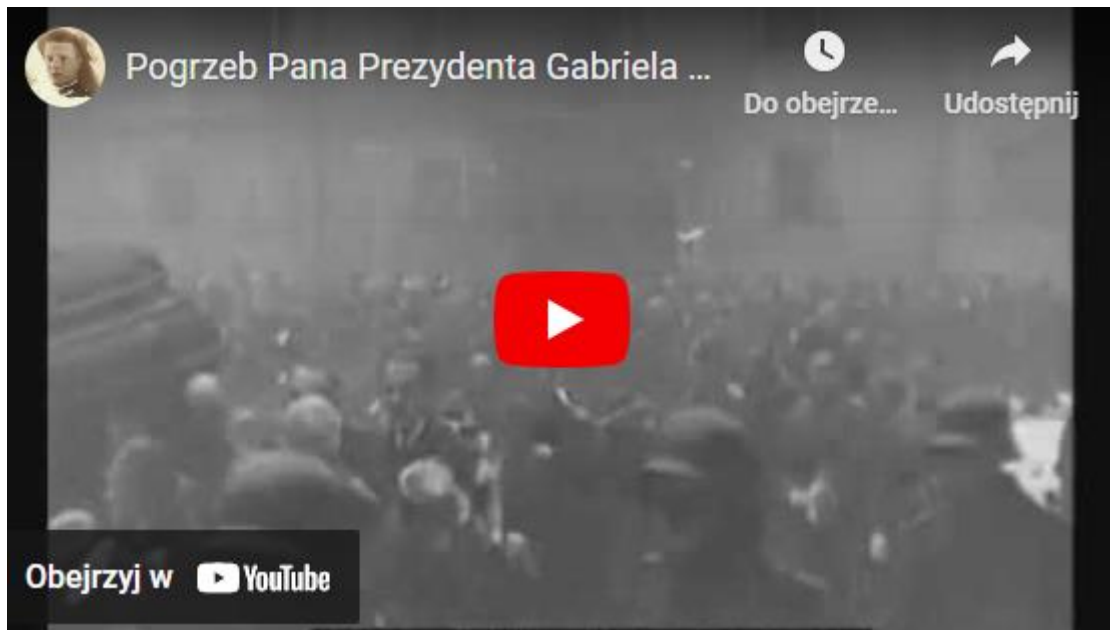 Pogrzeb Pana Prezydenta Gabriela ...
Do obejrze...
Udostępnij
Obejrzyj w YouTube